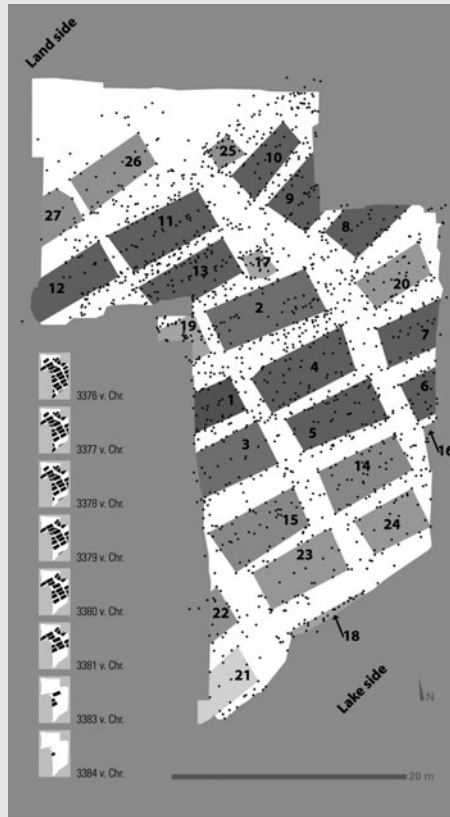 Land side
25
10
26
9
27
11
8
17
13
20
12
2
19
7
4
6
1
5
3
16
14
15
24
23
22
18
21
Lake side
N
3376 v. Chr.
3377 v. Chr.
3378 v. Chr.
3379 v. Chr.
3380 v. Chr.
3381 v. Chr.
3383 v. Chr.
3384 v. Chr.
20 m